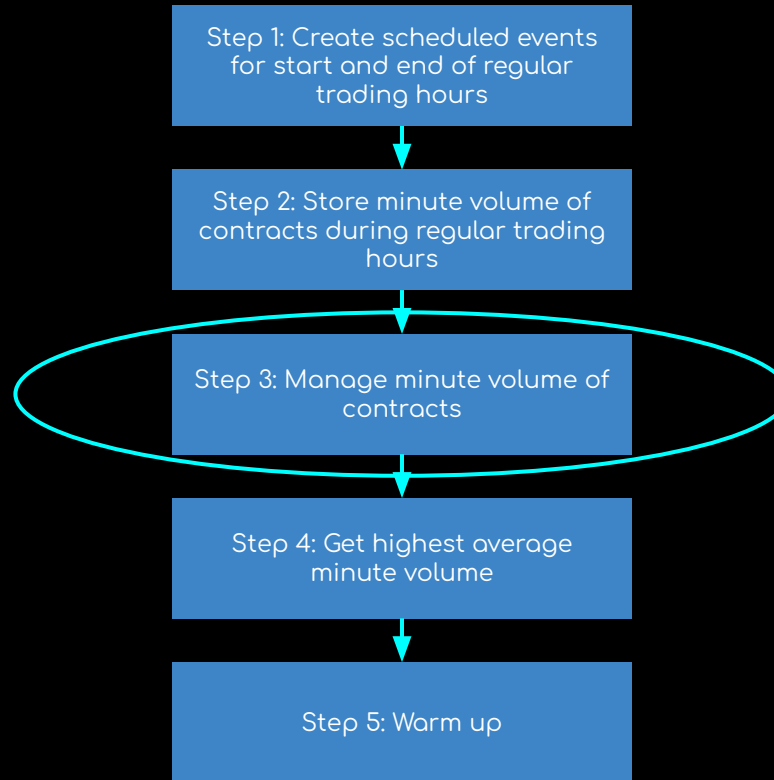 Step 1: Create scheduled events
for start and end of regular
trading hours
Step 2: Store minute volume of
contracts during regular trading
hours
Step 3: Manage minute volume of
contracts
Step 4: Get highest average
minute volume
Step 5: Warm up